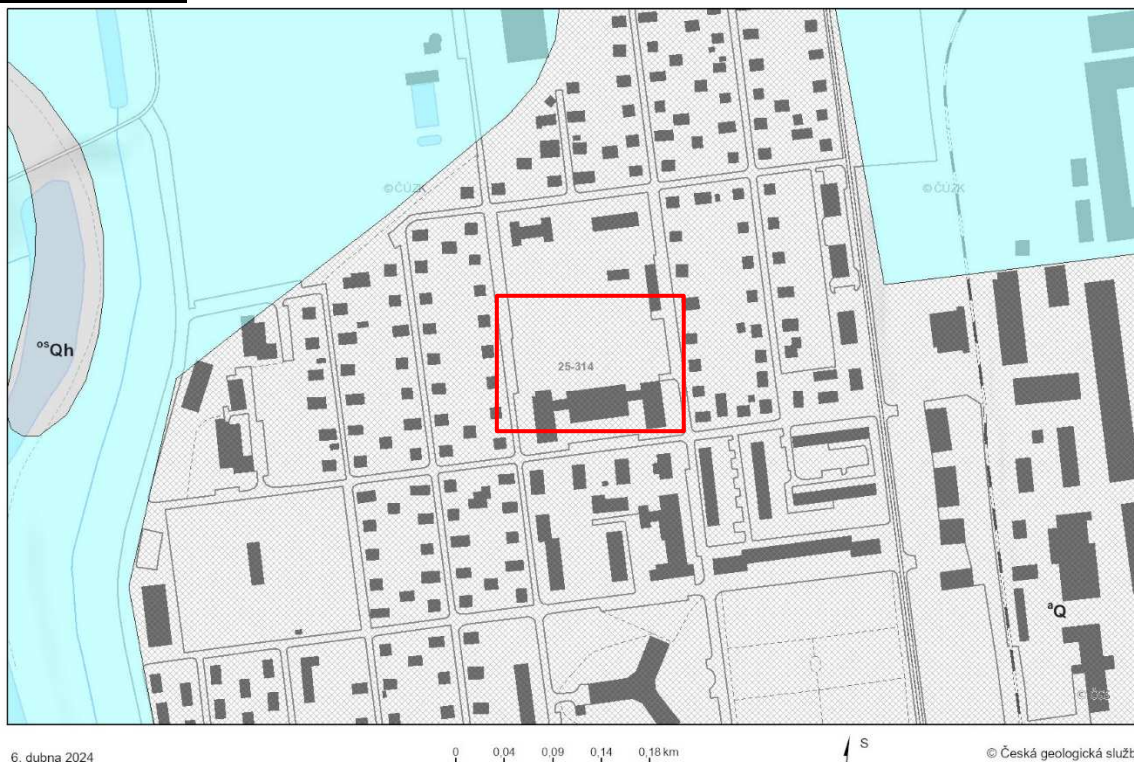 ©ČÚZK
©ČÚZK
osQh
25-314
aQ
© ČGS
6. dubna 2024
0 0,04 0,09 0,14 0,18 km
S
© Česká geologická služb